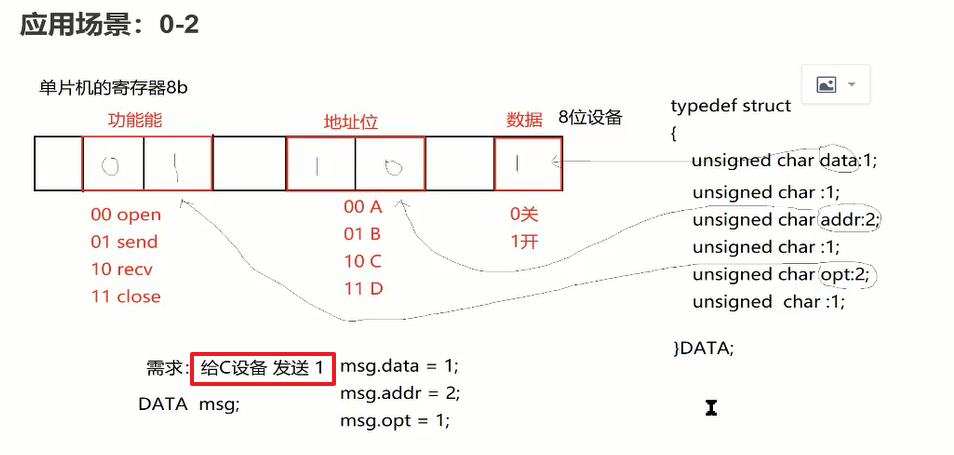 应用场景：0-2
单片机的寄存器8b
功能能
地址位
数据
8位设备
0 1 1 0 1
00 open
01 send
10 recv
11 close
00 A
01 B
10 C
11 D
0关
1开
typedef struct
{
unsigned char data:1;
unsigned char :1;
unsigned char addr:2;
unsigned char :1;
unsigned char opt:2;
unsigned char :1;
}DATA;
需求：给C设备 发送 1
DATA msg;
msg.data = 1;
msg.addr = 2;
msg.opt = 1;